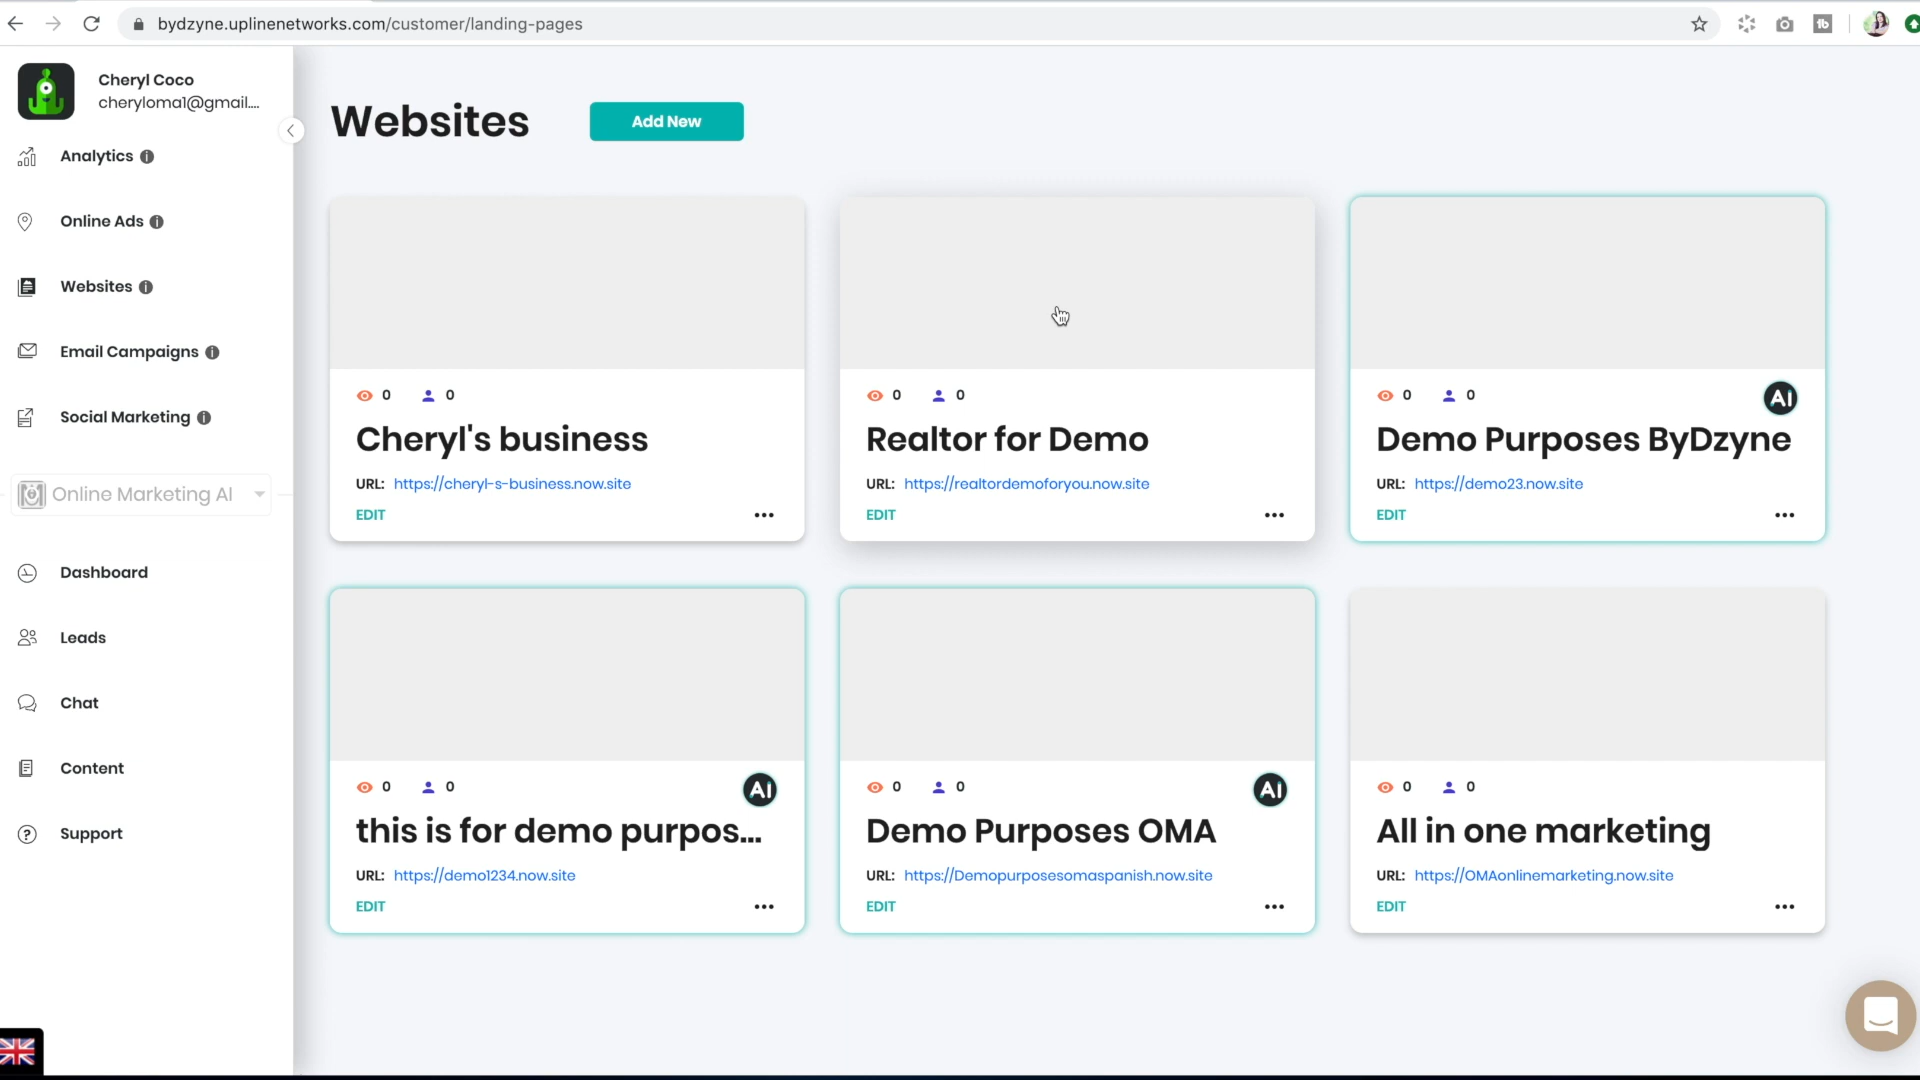 bydzyne.uplinenetworks.com/customer/landing-pages
Cheryl Coco
cheryloma1@gmail....
Analytics
Online Ads
Websites
Email Campaigns
Social Marketing
Online Marketing AI
Dashboard
Leads
Chat
Content
Support
Websites
Add New
0 0
Cheryl's business
URL: https://cheryl-s-business.now.site
EDIT
0 0
Realtor for Demo
URL: https://realtordemoforyou.now.site
EDIT
0 0 AI
Demo Purposes ByDzyne
URL: https://demo23.now.site
EDIT
0 0 AI
this is for demo purpos...
URL: https://demo1234.now.site
EDIT
0 0 AI
Demo Purposes OMA
URL: https://Demopurposesomaspanish.now.site
EDIT
0 0
All in one marketing
URL: https://OMAonlinemarketing.now.site
EDIT